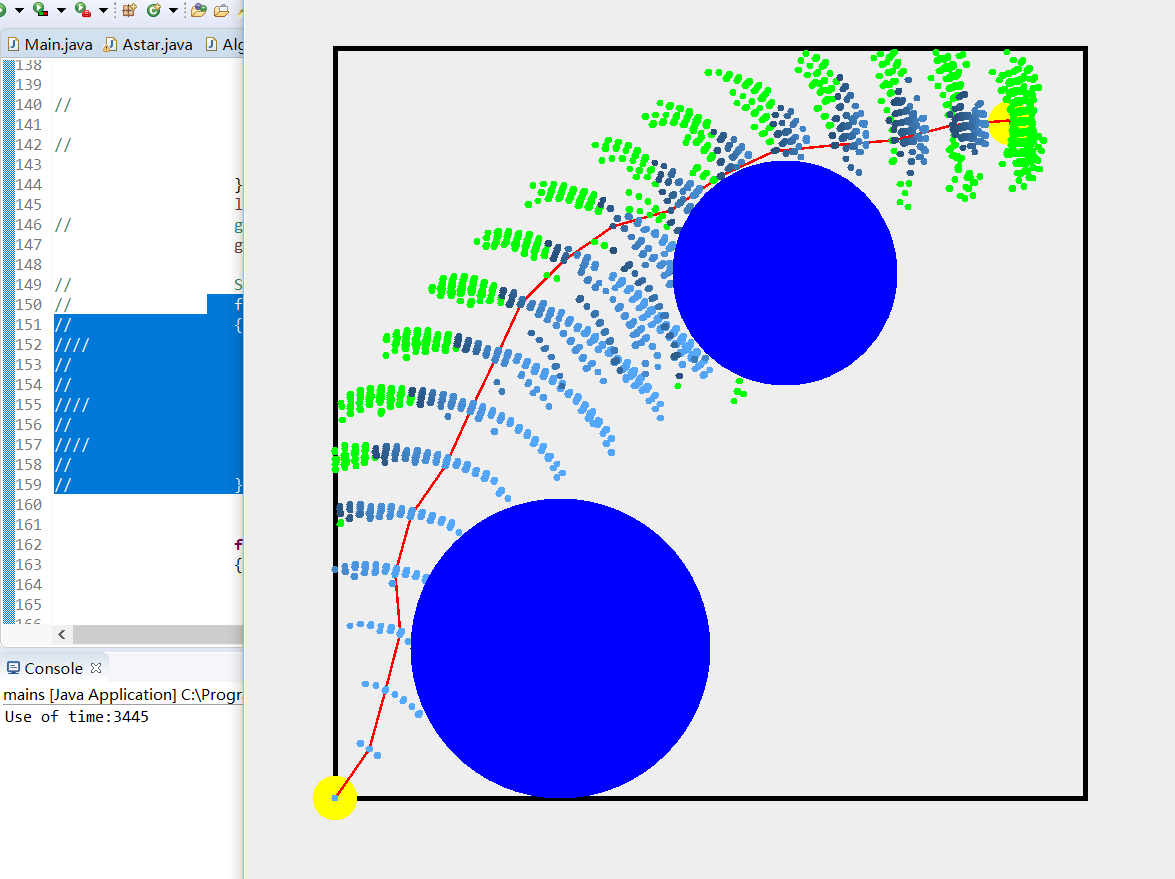 Main.java Astar.java Alg
138
139
140 //
141
142 //
143
144 }
145 l
146 // g
147 g
148
149 // S
150 // f
151 // {
152 ////
153 //
154 //
155 ////
156 //
157 ////
158 //
159 // }
160
161
162 f
163 {
164
165
166
Console
mains [Java Application] C:\Progra
Use of time:3445